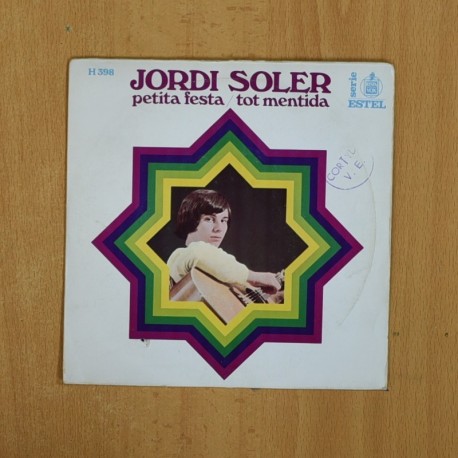 H 398
JORDI SOLER
petita festa / tot mentida
serie
ESTEL
V. E.